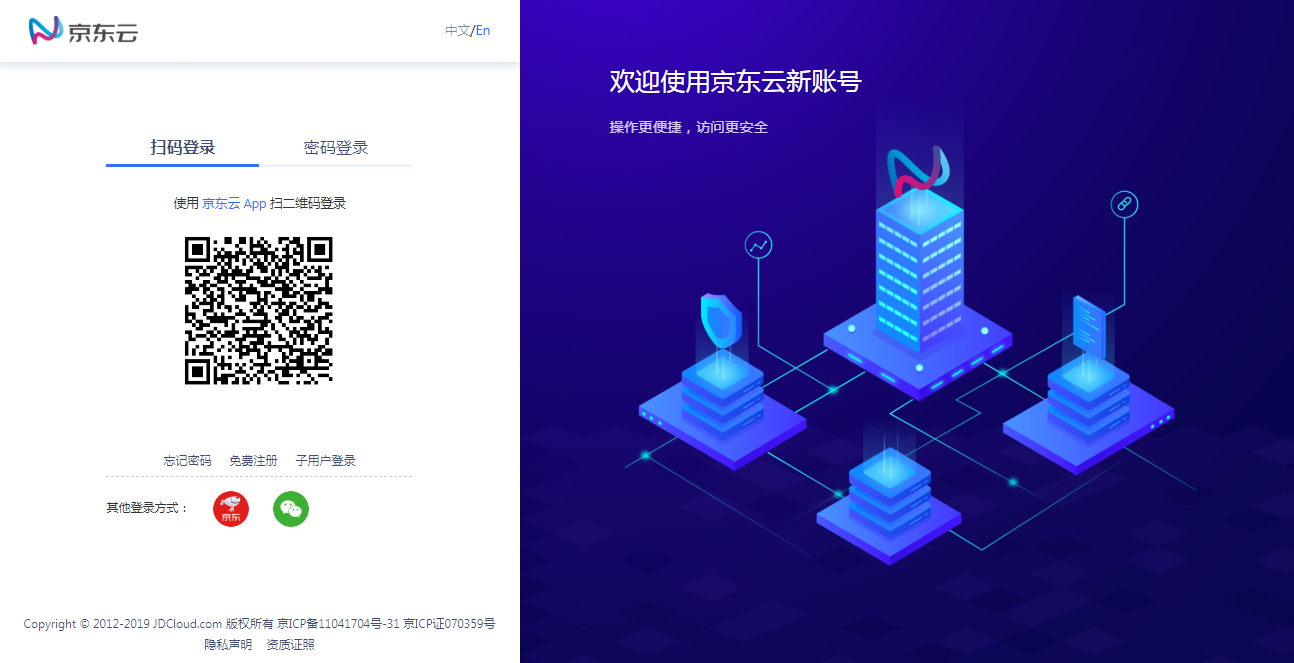 京东云
中文/En
扫码登录 密码登录
使用 京东云 App 扫二维码登录
忘记密码 免费注册 子用户登录
其他登录方式：
京东
Copyright © 2012-2019 JDCloud.com 版权所有 京ICP备11041704号-31 京ICP证070359号
隐私声明 资质证照
欢迎使用京东云新账号
操作更便捷，访问更安全